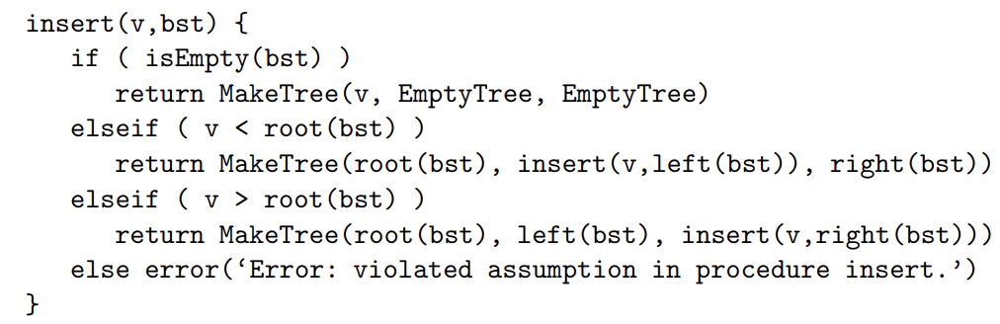 insert(v,bst) {
   if ( isEmpty(bst) )
      return MakeTree(v, EmptyTree, EmptyTree)
   elseif ( v < root(bst) )
      return MakeTree(root(bst), insert(v,left(bst)), right(bst))
   elseif ( v > root(bst) )
      return MakeTree(root(bst), left(bst), insert(v,right(bst)))
   else error(‘Error: violated assumption in procedure insert.’)
}